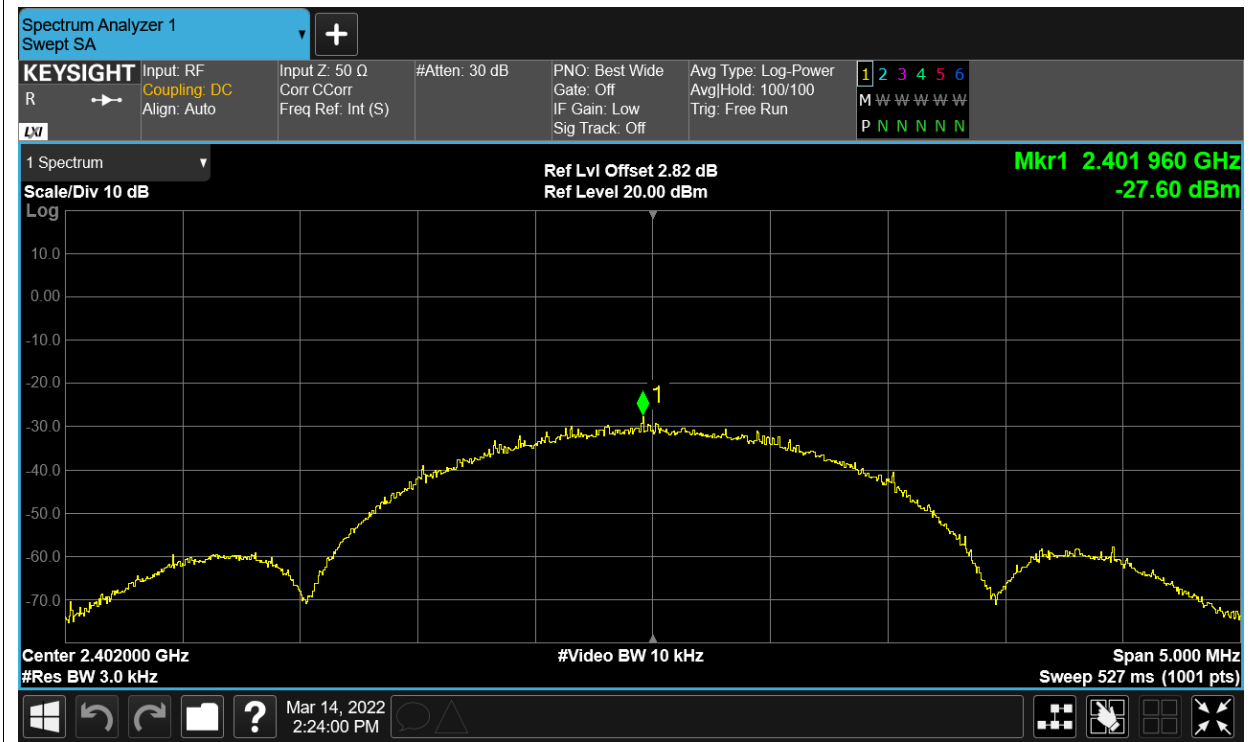 Spectrum Analyzer 1
Swept SA
KEYSIGHT
R
LXI
Input: RF
Coupling: DC
Align: Auto
Input Z: 50 Ω
Corr CCorr
Freq Ref: Int (S)
#Atten: 30 dB
PNO: Best Wide
Gate: Off
IF Gain: Low
Sig Track: Off
Avg Type: Log-Power
Avg|Hold: 100/100
Trig: Free Run
1 2 3 4 5 6
M W W W W W
P N N N N N
1 Spectrum
Scale/Div 10 dB
Ref Lvl Offset 2.82 dB
Ref Level 20.00 dBm
Mkr1 2.401 960 GHz
-27.60 dBm
Log
10.0
0.00
-10.0
-20.0
1
-30.0
-40.0
-50.0
-60.0
-70.0
Center 2.402000 GHz
#Video BW 10 kHz
Span 5.000 MHz
#Res BW 3.0 kHz
Sweep 527 ms (1001 pts)
?
Mar 14, 2022
2:24:00 PM